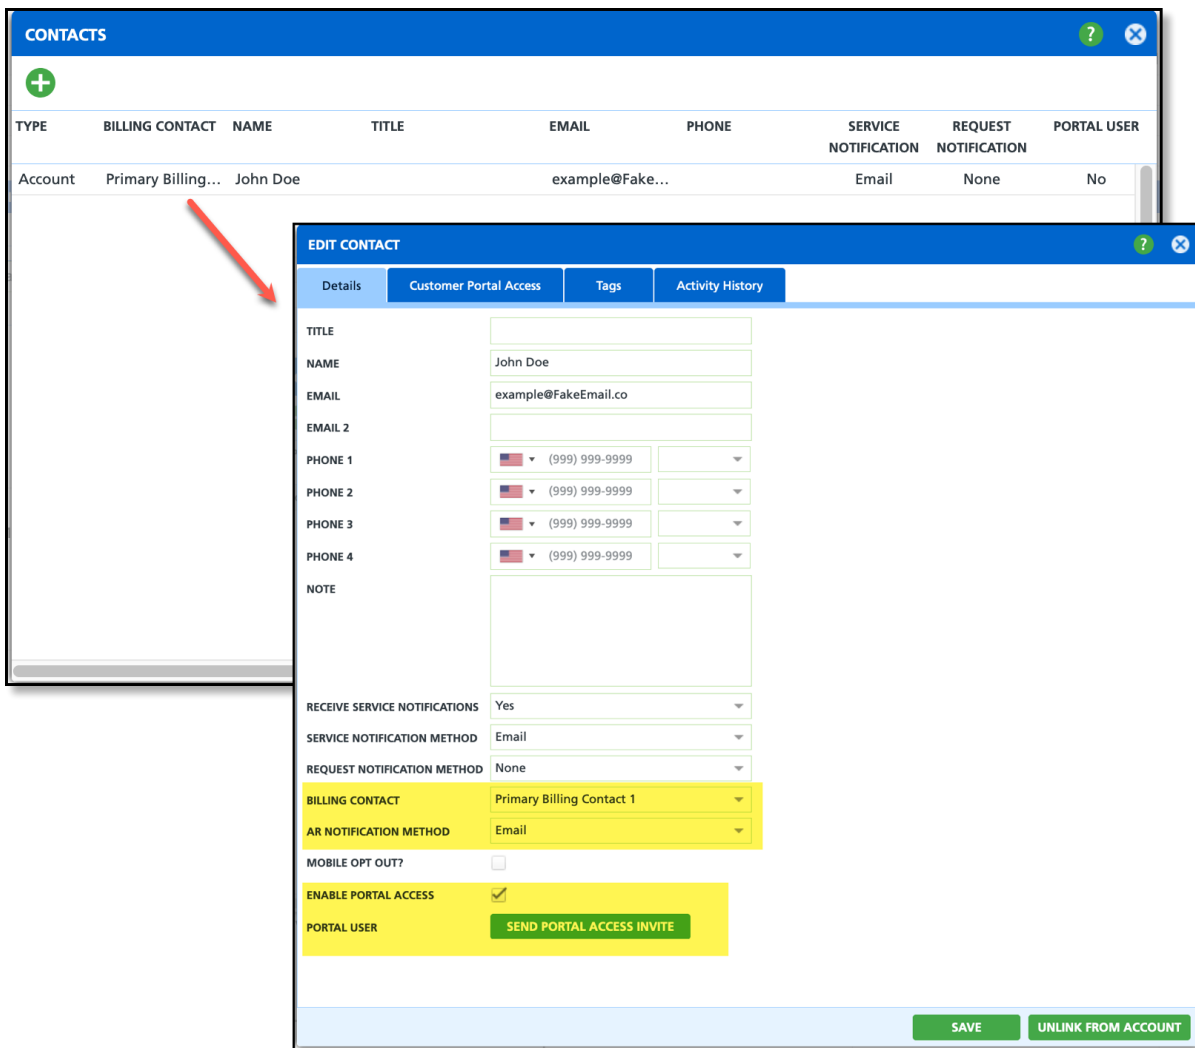 CONTACTS
?
TYPE BILLING CONTACT NAME TITLE EMAIL PHONE SERVICE NOTIFICATION REQUEST NOTIFICATION PORTAL USER
Account Primary Billing... John Doe example@Fake... Email None No
EDIT CONTACT
?
Details Customer Portal Access Tags Activity History
TITLE
NAME John Doe
EMAIL example@FakeEmail.co
EMAIL 2
PHONE 1 (999) 999-9999
PHONE 2 (999) 999-9999
PHONE 3 (999) 999-9999
PHONE 4 (999) 999-9999
NOTE
RECEIVE SERVICE NOTIFICATIONS Yes
SERVICE NOTIFICATION METHOD Email
REQUEST NOTIFICATION METHOD None
BILLING CONTACT Primary Billing Contact 1
AR NOTIFICATION METHOD Email
MOBILE OPT OUT?
ENABLE PORTAL ACCESS
PORTAL USER SEND PORTAL ACCESS INVITE
SAVE UNLINK FROM ACCOUNT